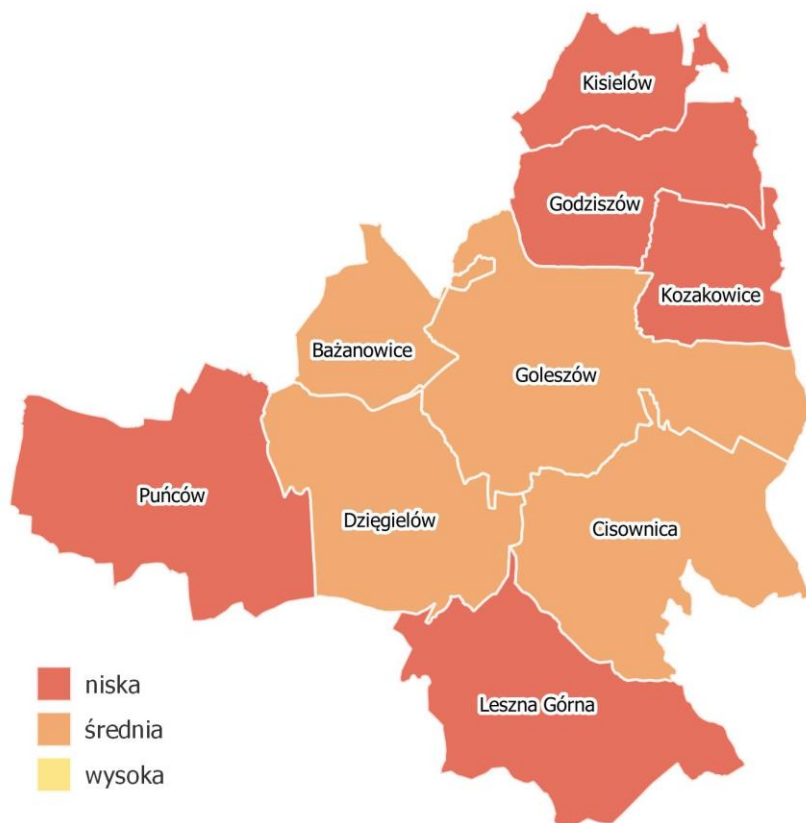 Kisielów
Godziszów
Kozakowice
Bażanowice
Goleszów
Puńców
Dzięgielów
Cisownica
Leszna Górna
niska
średnia
wysoka